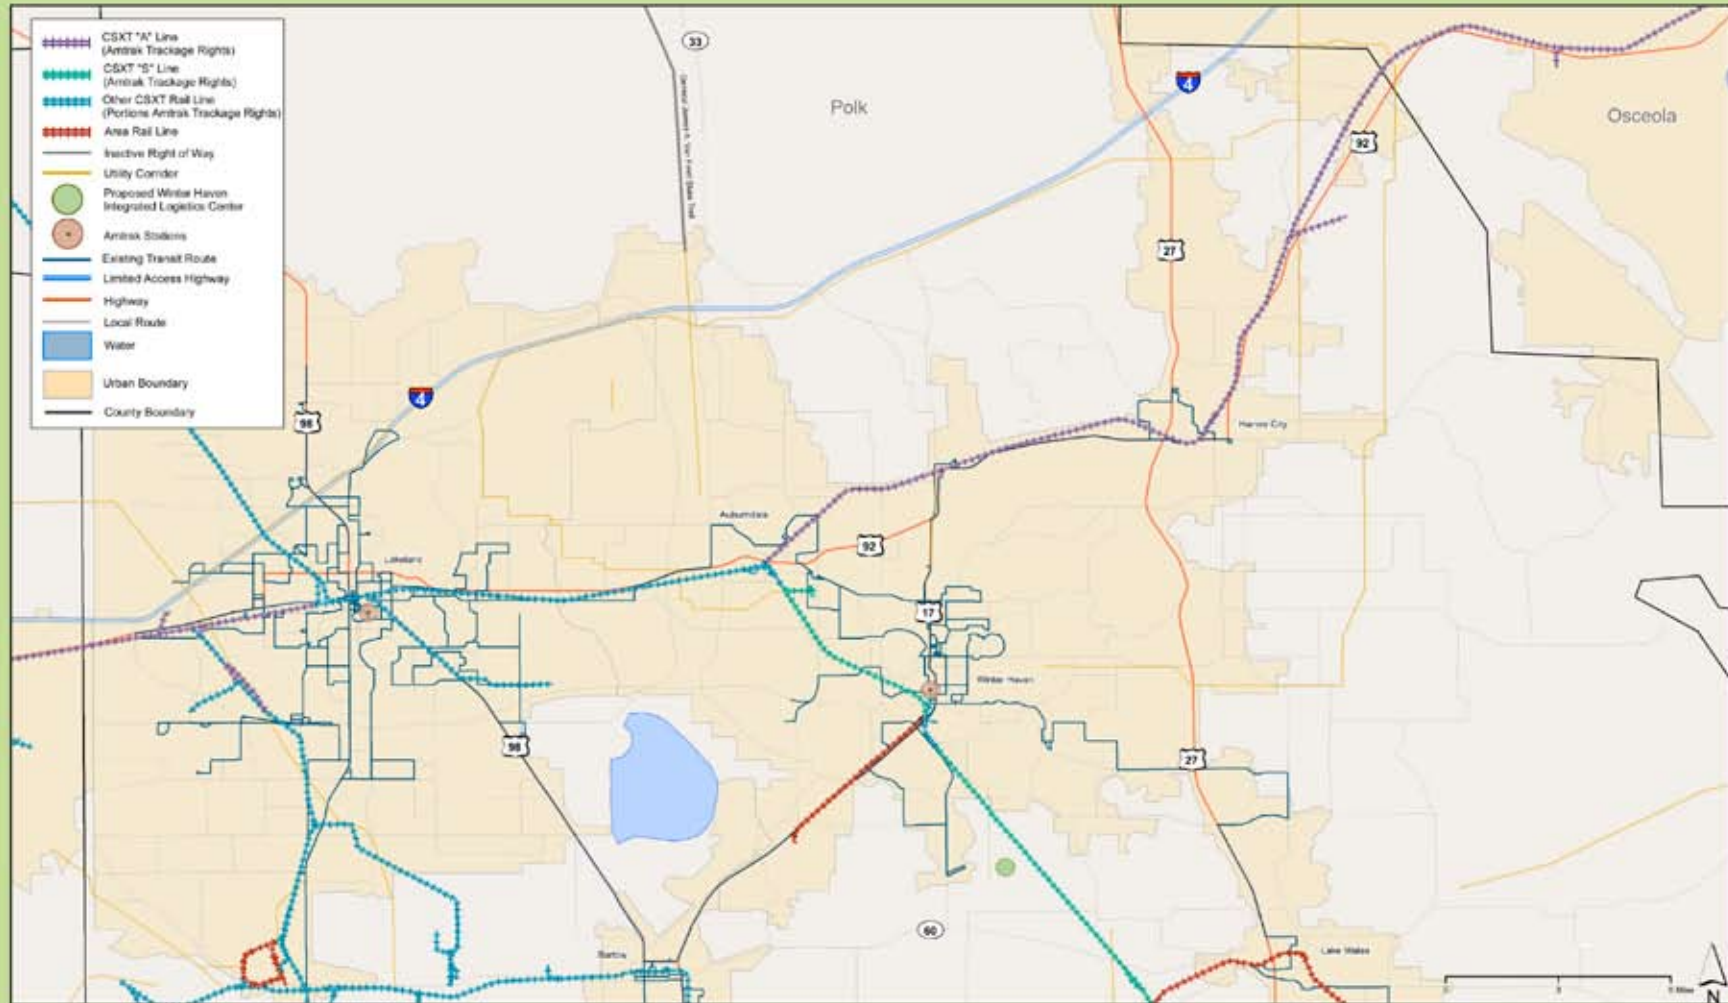 CSXT "A" Line
(Amtrak Trackage Rights)
CSXT "S" Line
(Amtrak Trackage Rights)
Other CSXT Rail Line
(Portions Amtrak Trackage Rights)
Area Rail Line
Inactive Right of Way
Utility Corridor
Proposed Winter Haven
Integrated Logistics Center
Amtrak Stations
Existing Transit Route
Limited Access Highway
Highway
Local Route
Water
Urban Boundary
County Boundary
33
Polk
4
Osceola
92
27
4
98
Haines City
Auburndale
92
Lakeland
17
Winter Haven
98
27
60
Bartow
Lake Wales
5 Miles
N